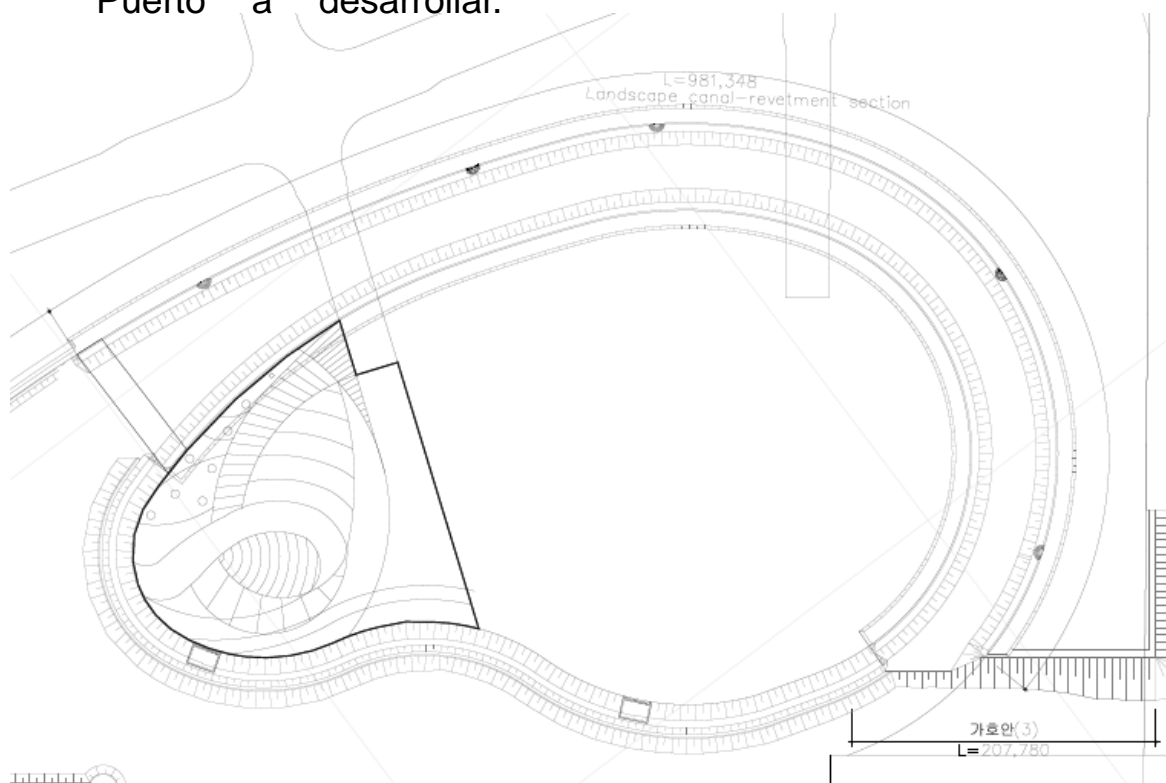 Puerto a desarrollar.
L=981,348
Landscape canal-revetment section
가호안(3)
L=207,780